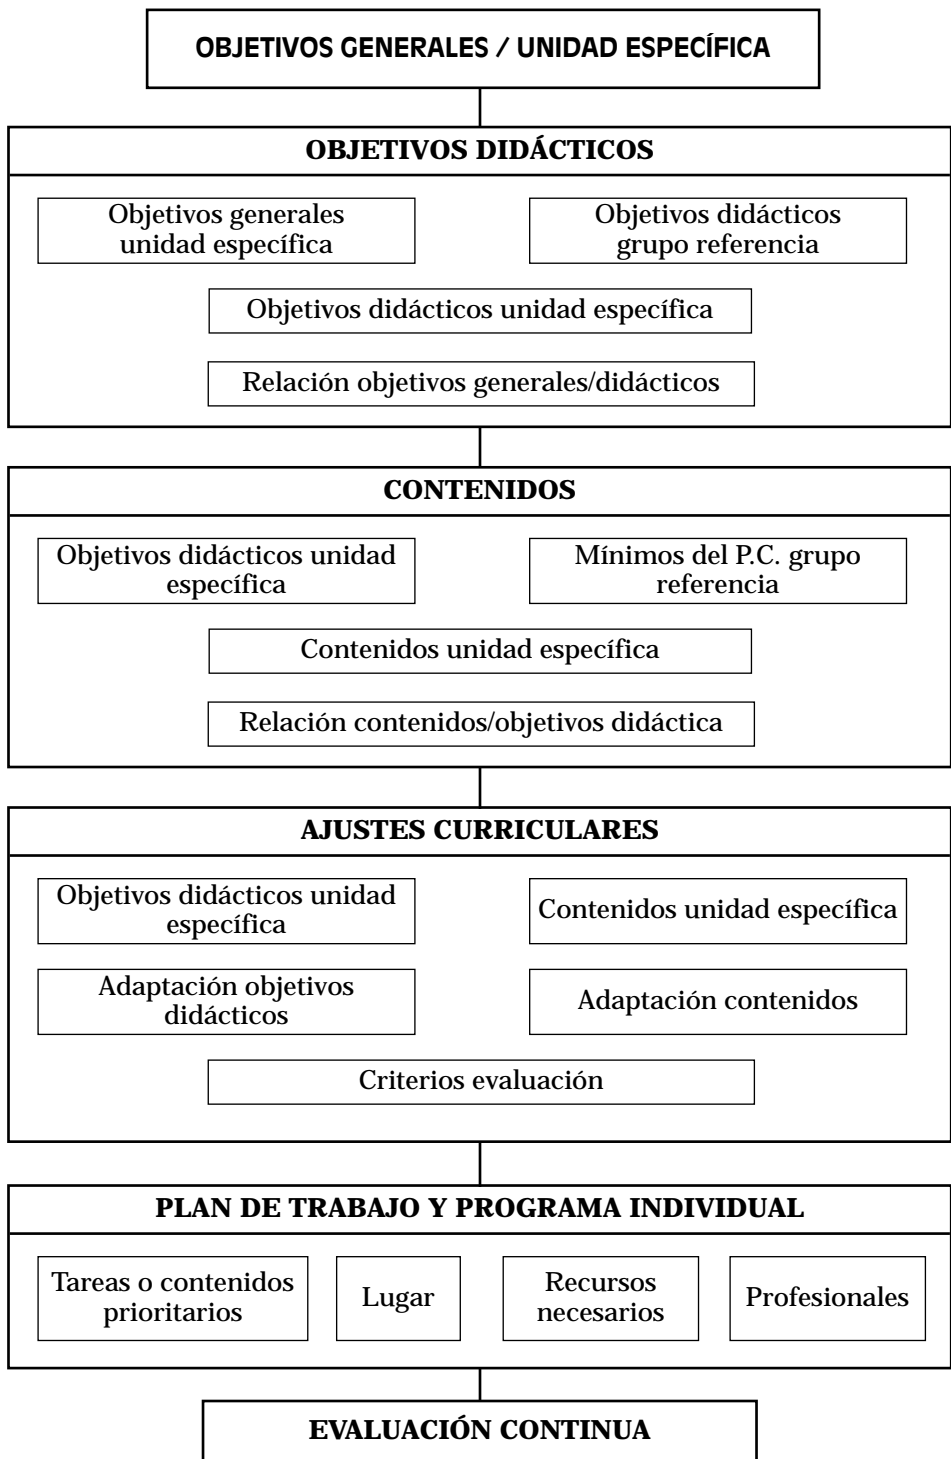 OBJETIVOS GENERALES / UNIDAD ESPECÍFICA
OBJETIVOS DIDÁCTICOS
Objetivos generales
unidad específica
Objetivos didácticos
grupo referencia
Objetivos didácticos unidad específica
Relación objetivos generales/didácticos
CONTENIDOS
Objetivos didácticos unidad
específica
Mínimos del P.C. grupo
referencia
Contenidos unidad específica
Relación contenidos/objetivos didáctica
AJUSTES CURRICULARES
Objetivos didácticos unidad
específica
Contenidos unidad específica
Adaptación objetivos
didácticos
Adaptación contenidos
Criterios evaluación
PLAN DE TRABAJO Y PROGRAMA INDIVIDUAL
Tareas o contenidos
prioritarios
Lugar
Recursos
necesarios
Profesionales
EVALUACIÓN CONTINUA